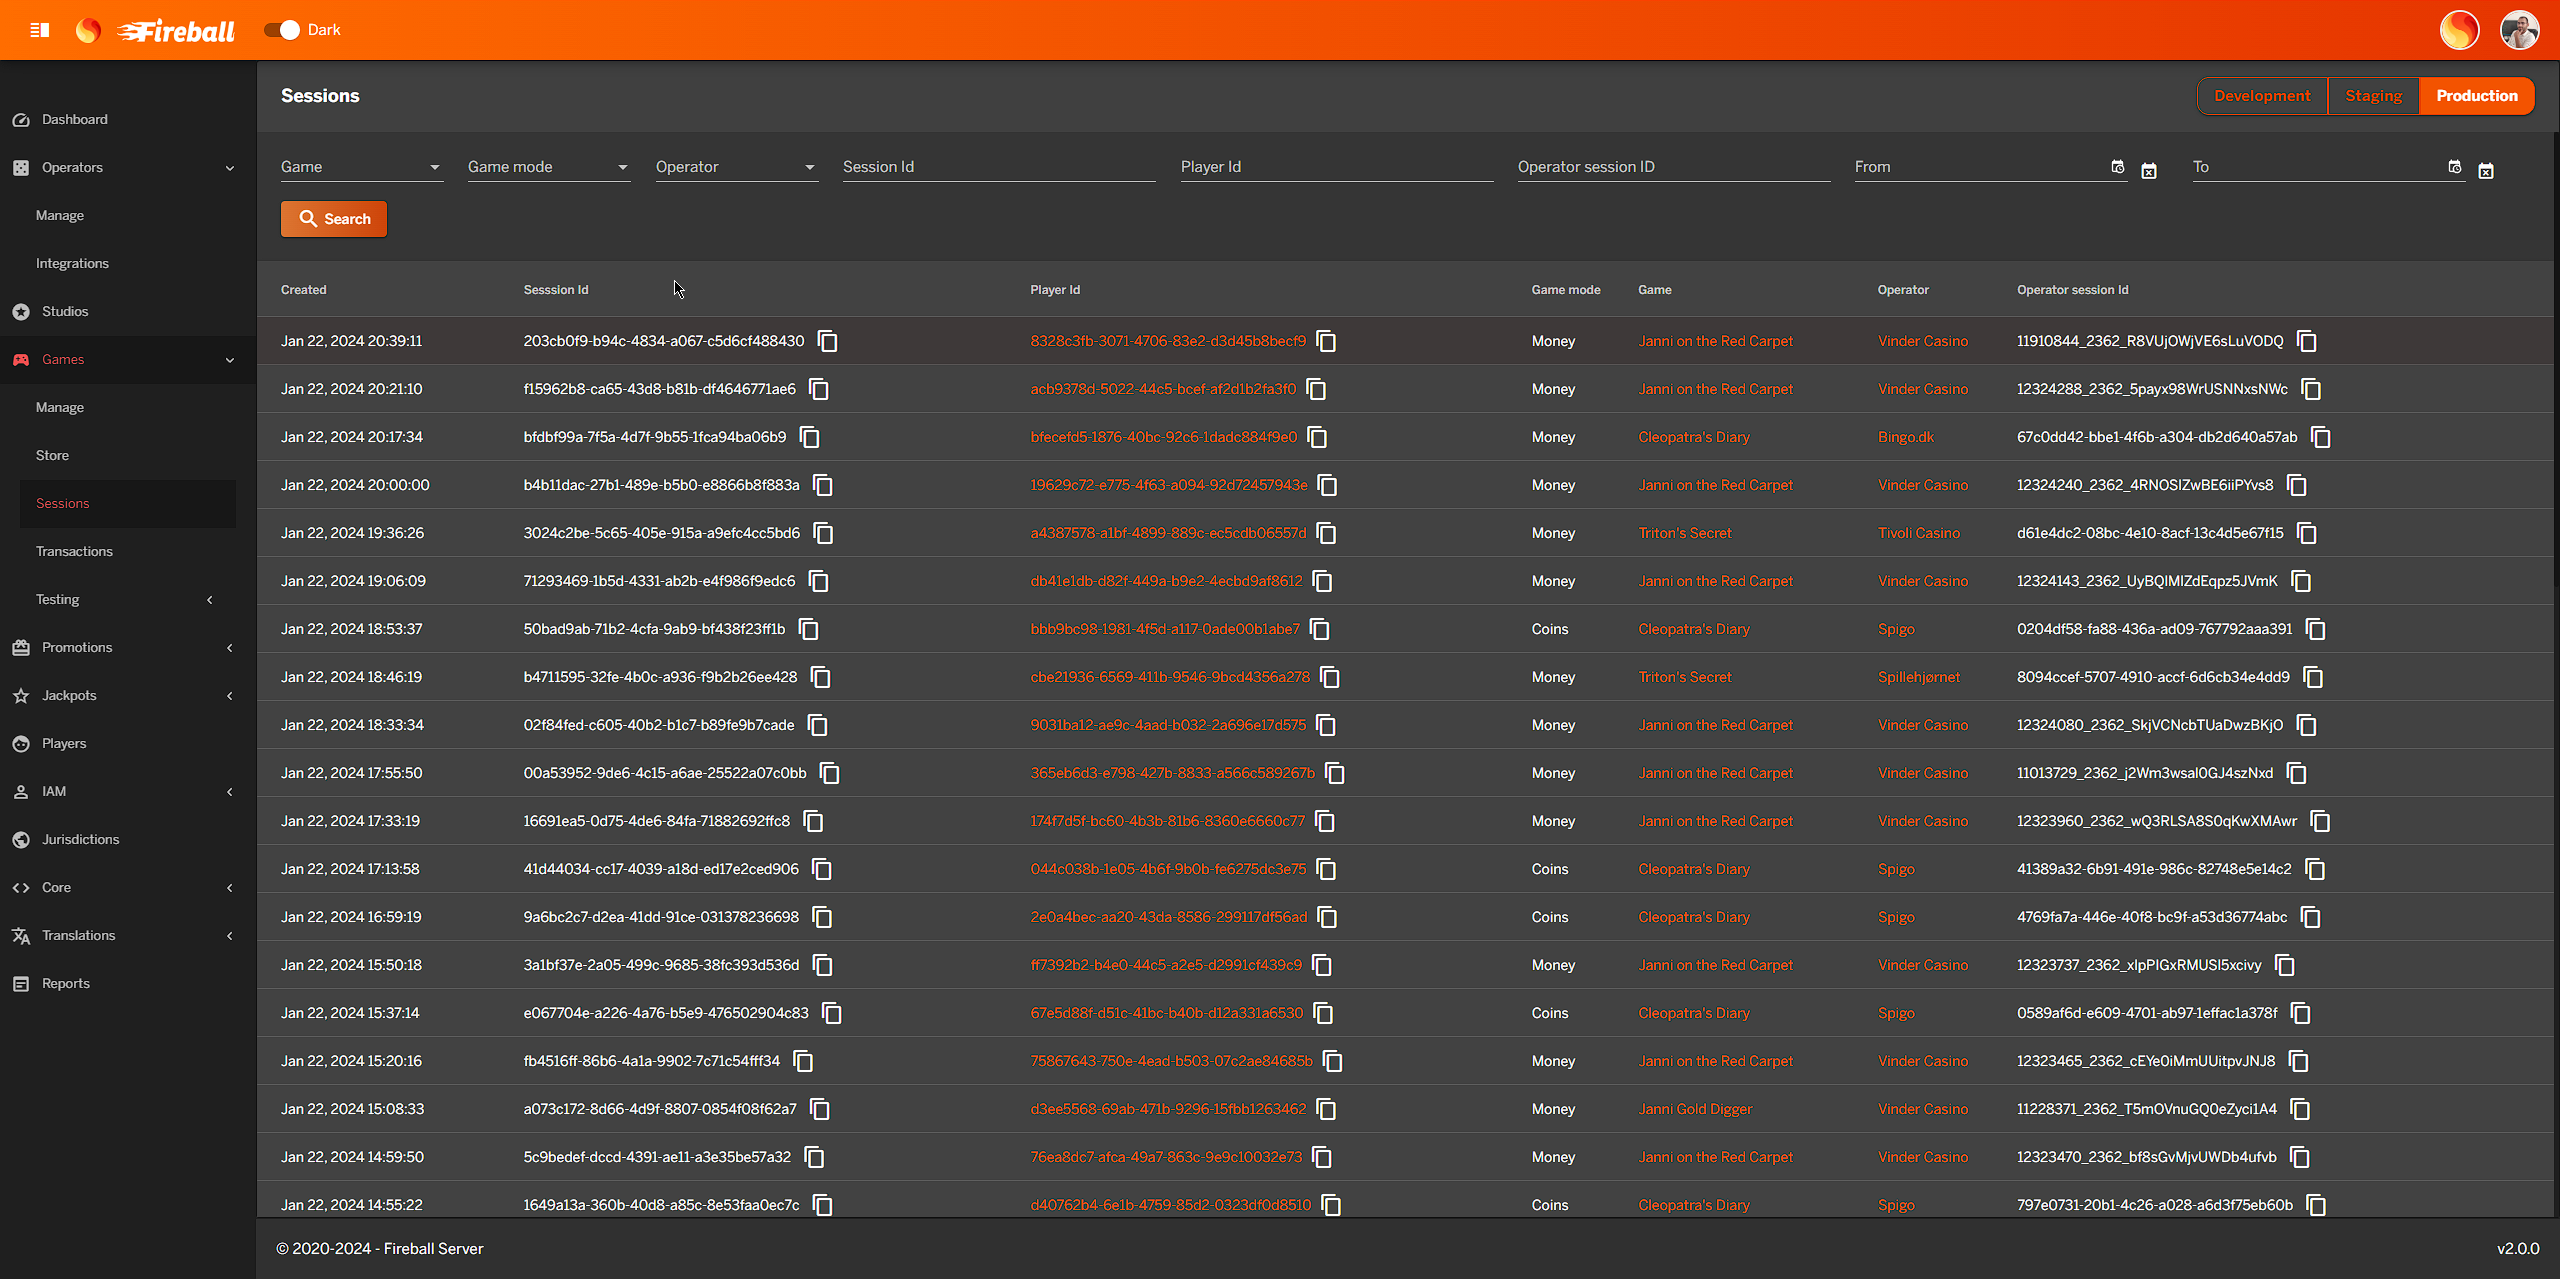 Fireball Dark
Sessions Development Staging Production
Dashboard
Operators
Manage
Integrations
Studios
Games
Manage
Store
Sessions
Transactions
Testing
Promotions
Jackpots
Players
IAM
Jurisdictions
Core
Translations
Reports
Game Game mode Operator Session Id Player Id Operator session ID From To
Search
Created Sesssion Id Player Id Game mode Game Operator Operator session Id
Jan 22, 2024 20:39:11 203cb0f9-b94c-4834-a067-c5d6cf488430 8328c3fb-3071-4706-83e2-d3d45b8becf9 Money Janni on the Red Carpet Vinder Casino 11910844_2362_R8VUjOWjVE6sLuVODQ
Jan 22, 2024 20:21:10 f15962b8-ca65-43d8-b81b-df4646771ae6 acb9378d-5022-44c5-bcef-af2d1b2fa3f0 Money Janni on the Red Carpet Vinder Casino 12324288_2362_5payx98WrUSNNxsNWc
Jan 22, 2024 20:17:34 bfdbf99a-7f5a-4d7f-9b55-1fca94ba06b9 bfecefd5-1876-40bc-92c6-1dadc884f9e0 Money Cleopatra's Diary Bingo.dk 67c0dd42-bbe1-4f6b-a304-db2d640a57ab
Jan 22, 2024 20:00:00 b4b11dac-27b1-489e-b5b0-e8866b8f883a 19629c72-e775-4f63-a094-92d72457943e Money Janni on the Red Carpet Vinder Casino 12324240_2362_4RNOSIZwBE6iiPYvs8
Jan 22, 2024 19:36:26 3024c2be-5c65-405e-915a-a9efc4cc5bd6 a4387578-a1bf-4899-889c-ec5cdb06557d Money Triton's Secret Tivoli Casino d61e4dc2-08bc-4e10-8acf-13c4d5e67f15
Jan 22, 2024 19:06:09 71293469-1b5d-4331-ab2b-e4f986f9edc6 db41e1db-d82f-449a-b9e2-4ecbd9af8612 Money Janni on the Red Carpet Vinder Casino 12324143_2362_UyBQIMIZdEqpz5JVmK
Jan 22, 2024 18:53:37 50bad9ab-71b2-4cfa-9ab9-bf438f23ff1b bbb9bc98-1981-4f5d-a117-0ade00b1abe7 Coins Cleopatra's Diary Spigo 0204df58-fa88-436a-ad09-767792aaa391
Jan 22, 2024 18:46:19 b4711595-32fe-4b0c-a936-f9b2b26ee428 cbe21936-6569-411b-9546-9bcd4356a278 Money Triton's Secret Spillehjørnet 8094ccef-5707-4910-accf-6d6cb34e4dd9
Jan 22, 2024 18:33:34 02f84fed-c605-40b2-b1c7-b89fe9b7cade 9031ba12-ae9c-4aad-b032-2a696e17d575 Money Janni on the Red Carpet Vinder Casino 12324080_2362_SkjVCNcbTUaDwzBKjO
Jan 22, 2024 17:55:50 00a53952-9de6-4c15-a6ae-25522a07c0bb 365eb6d3-e798-427b-8833-a566c589267b Money Janni on the Red Carpet Vinder Casino 11013729_2362_j2Wm3wsaI0GJ4szNxd
Jan 22, 2024 17:33:19 16691ea5-0d75-4de6-84fa-71882692ffc8 174f7d5f-bc60-4b3b-81b6-8360e6660c77 Money Janni on the Red Carpet Vinder Casino 12323960_2362_wQ3RLSA8S0qKwXMAwr
Jan 22, 2024 17:13:58 41d44034-cc17-4039-a18d-ed17e2ced906 044c038b-1e05-4b6f-9b0b-fe6275dc3e75 Coins Cleopatra's Diary Spigo 41389a32-6b91-491e-986c-82748e5e14c2
Jan 22, 2024 16:59:19 9a6bc2c7-d2ea-41dd-91ce-031378236698 2e0a4bec-aa20-43da-8586-299117df56ad Coins Cleopatra's Diary Spigo 4769fa7a-446e-40f8-bc9f-a53d36774abc
Jan 22, 2024 15:50:18 3a1bf37e-2a05-499c-9685-38fc393d536d ff7392b2-b4e0-44c5-a2e5-d2991cf439c9 Money Janni on the Red Carpet Vinder Casino 12323737_2362_xIpPIGxRMUSI5xcivy
Jan 22, 2024 15:37:14 e067704e-a226-4a76-b5e9-476502904c83 67e5d88f-d51c-41bc-b40b-d12a331a6530 Coins Cleopatra's Diary Spigo 0589af6d-e609-4701-ab97-1effac1a378f
Jan 22, 2024 15:20:16 fb4516ff-86b6-4a1a-9902-7c71c54fff34 75867643-750e-4ead-b503-07c2ae84685b Money Janni on the Red Carpet Vinder Casino 12323465_2362_cEYe0iMmUUitpvJNJ8
Jan 22, 2024 15:08:33 a073c172-8d66-4d9f-8807-0854f08f62a7 d3ee5568-69ab-471b-9296-15fbb1263462 Money Janni Gold Digger Vinder Casino 11228371_2362_T5mOVnuGQ0eZyci1A4
Jan 22, 2024 14:59:50 5c9bedef-dccd-4391-ae11-a3e35be57a32 76ea8dc7-afca-49a7-863c-9e9c10032e73 Money Janni on the Red Carpet Vinder Casino 12323470_2362_bf8sGvMjvUWDb4ufvb
Jan 22, 2024 14:55:22 1649a13a-360b-40d8-a85c-8e53faa0ec7c d40762b4-6e1b-4759-85d2-0323df0d8510 Coins Cleopatra's Diary Spigo 797e0731-20b1-4c26-a028-a6d3f75eb60b
© 2020-2024 - Fireball Server v2.0.0